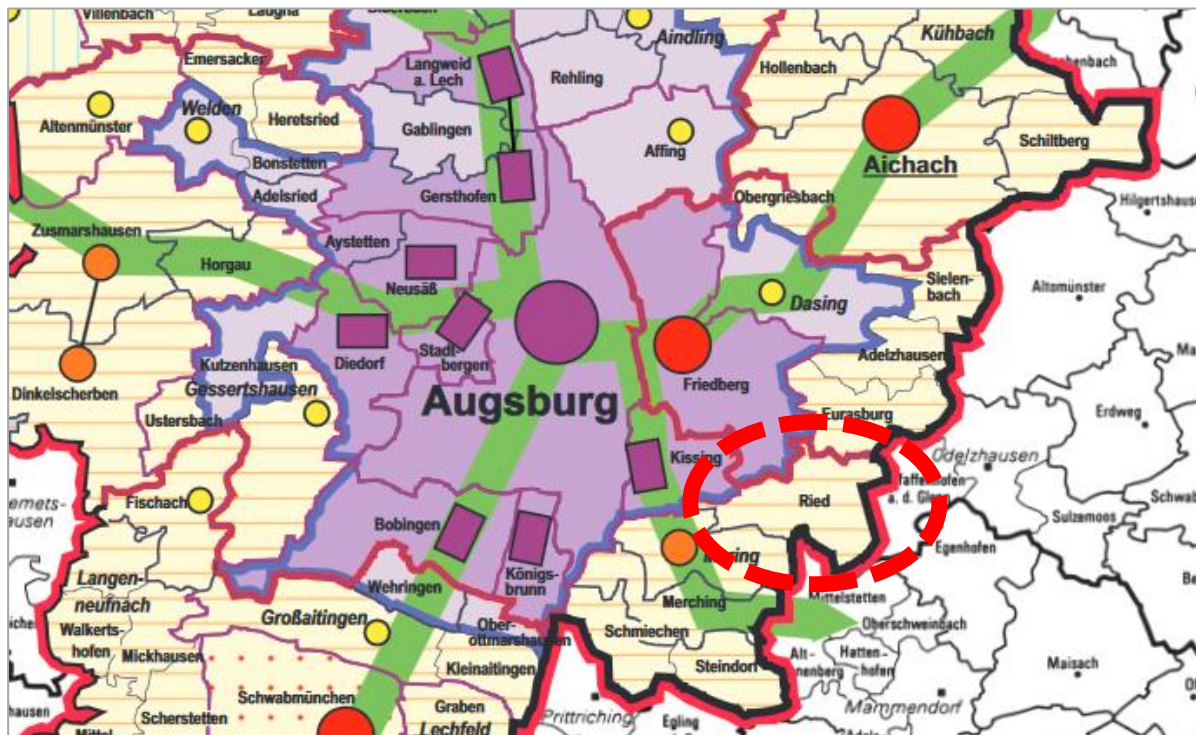 Villenbach
Laugna
Emersacker
Langweid
a. Lech
Aindling
Rehling
Hollenbach
Kühbach
Altenmünster
Welden
Heretsried
Gablingen
Affing
Aichach
Schiltberg
Bonstetten
Adelsried
Gersthofen
Obergriesbach
Hilgertshausen
Zusmarshausen
Horgau
Aystetten
Neusäß
Dasing
Sielen-
bach
Altomünster
Diedorf
Stadt-
bergen
Kutzenhausen
Gessertshausen
Dinkelscherben
Ustersbach
Augsburg
Friedberg
Adelzhausen
Eurasburg
Erdweg
Odelzhausen
Kissing
Ried
a. d. Glonn
Sulzemoos
Fischach
Bobingen
Königs-
brunn
Egenhofen
Wehringen
Langen-
neufnach
Großaitingen
Ober-
ottmarshausen
Merching
Mittelstetten
Oberschweinbach
Walkerts-
hofen
Mickhausen
Kleinaitingen
Schmiechen
Steindorf
Hatten-
hofen
Maisach
Schwabmünchen
Scherstetten
Graben
Lechfeld
Prittriching
Egling
Mammendorf